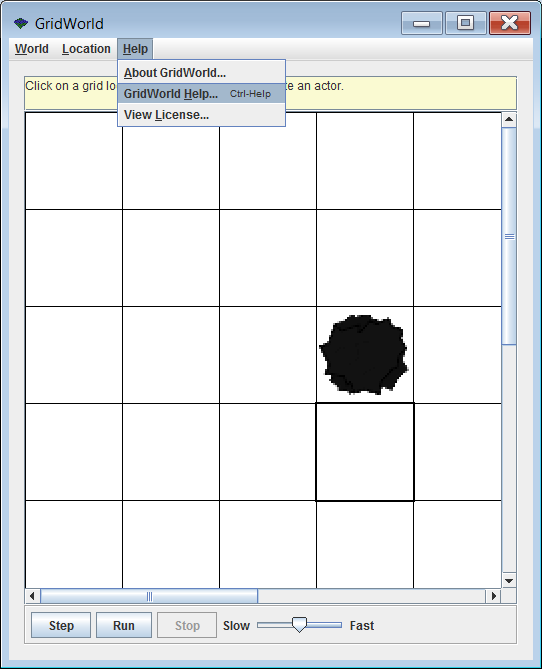 GridWorld
World Location Help
About GridWorld...
Click on a grid lo
te an actor.
GridWorld Help... Ctrl-Help
View License...
Step Run Stop Slow Fast